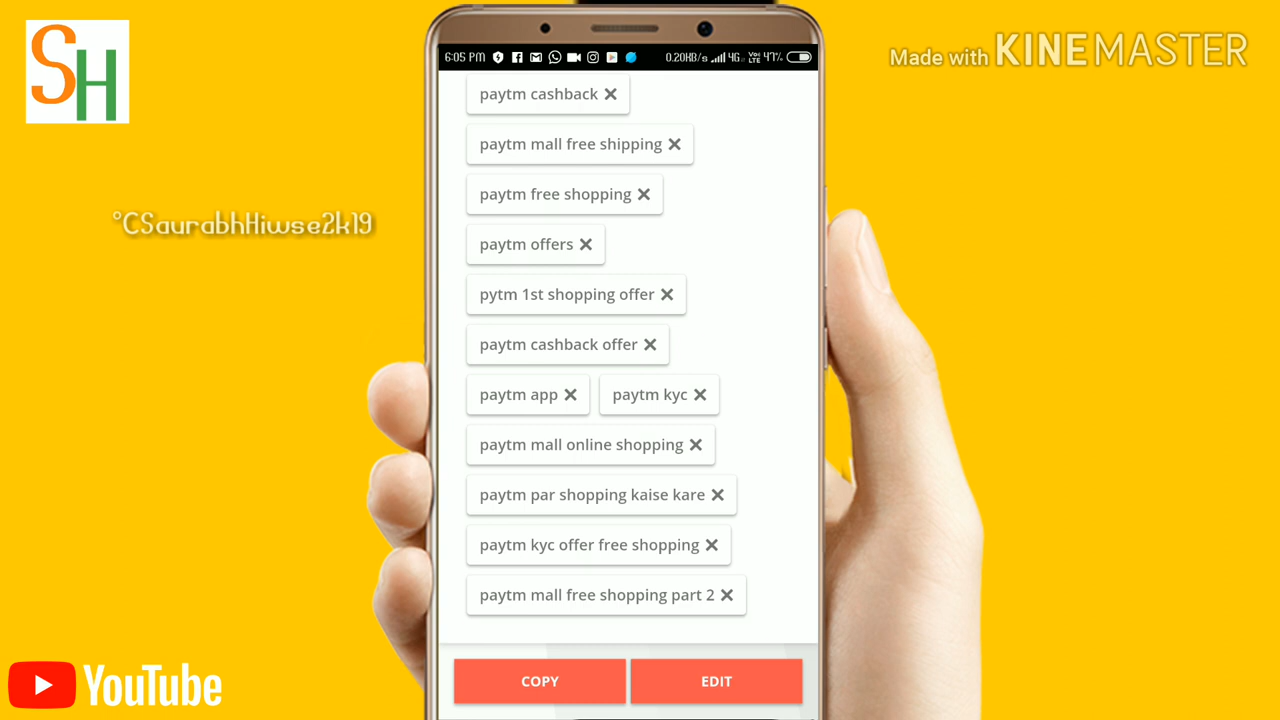 SH
Made with KINEMASTER
6:05 PM 0.20KB/s 4G VoLTE 47%
paytm cashback ✕
paytm mall free shipping ✕
paytm free shopping ✕
°CSaurabhHiwse2k19
paytm offers ✕
pytm 1st shopping offer ✕
paytm cashback offer ✕
paytm app ✕ paytm kyc ✕
paytm mall online shopping ✕
paytm par shopping kaise kare ✕
paytm kyc offer free shopping ✕
paytm mall free shopping part 2 ✕
COPY EDIT
YouTube